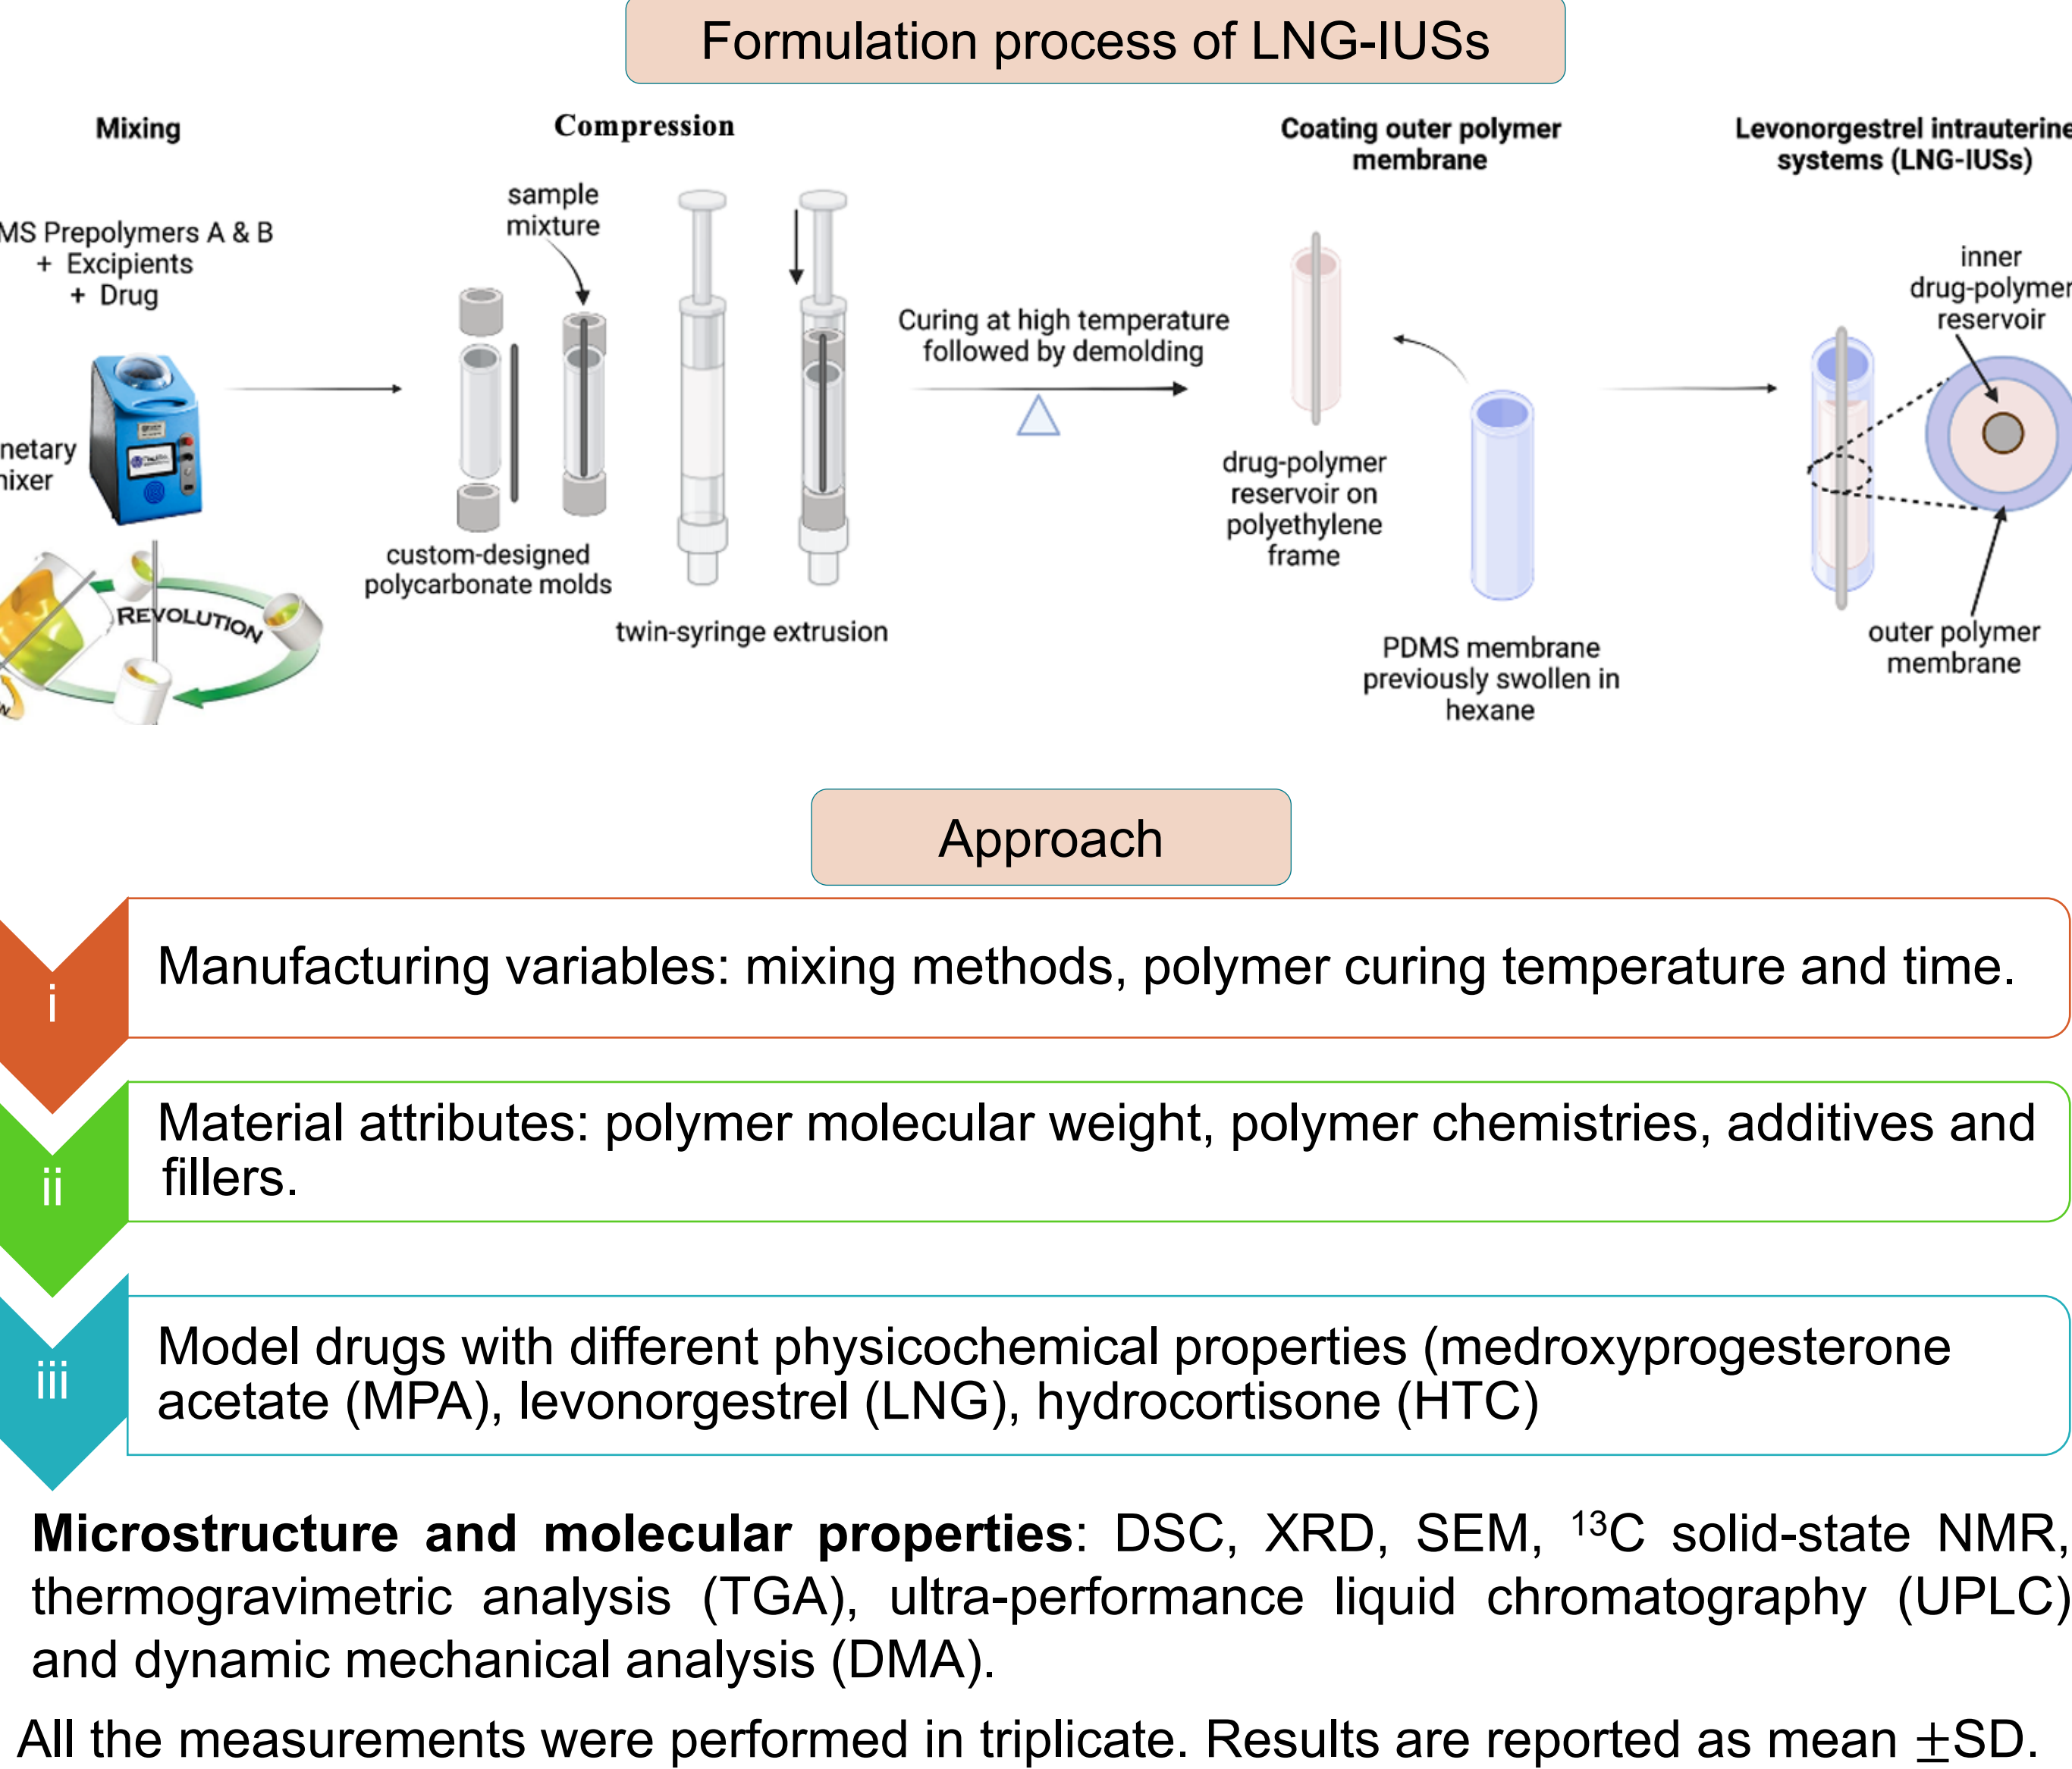 Formulation process of LNG-IUSs
Mixing
MS Prepolymers A & B
+ Excipients
+ Drug
netary
REVOLUTION
Compression
sample
mixture
custom-designed
polycarbonate molds
twin-syringe extrusion
Curing at high temperature
followed by demolding
Coating outer polymer
membrane
drug-polymer
reservoir on
polyethylene
frame
PDMS membrane
previously swollen in
hexane
Levonorgestrel intrauterine
systems (LNG-IUSs)
inner
drug-polymer
reservoir
outer polymer
membrane
Approach
i
Manufacturing variables: mixing methods, polymer curing temperature and time.
ii
Material attributes: polymer molecular weight, polymer chemistries, additives and
fillers.
iii
Model drugs with different physicochemical properties (medroxyprogesterone
acetate (MPA), levonorgestrel (LNG), hydrocortisone (HTC)
Microstructure and molecular properties: DSC, XRD, SEM, ¹³C solid-state NMR,
thermogravimetric analysis (TGA), ultra-performance liquid chromatography (UPLC)
and dynamic mechanical analysis (DMA).
All the measurements were performed in triplicate. Results are reported as mean ±SD.